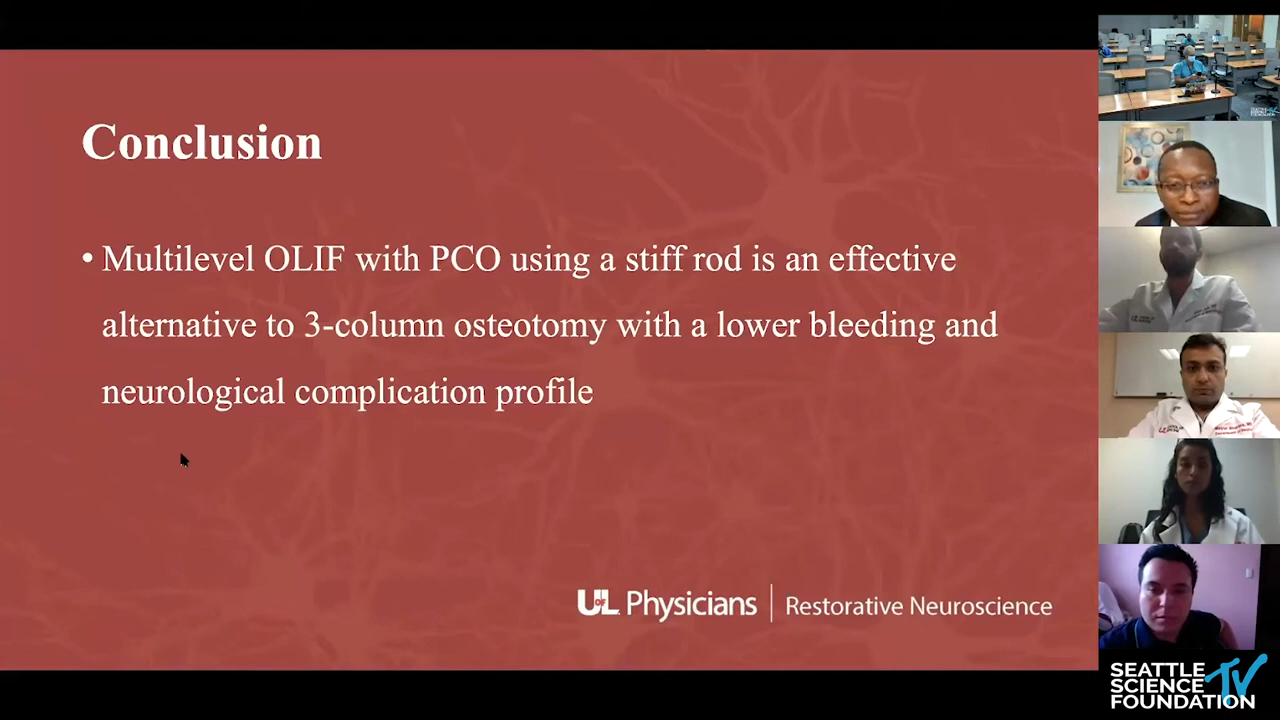 Conclusion
• Multilevel OLIF with PCO using a stiff rod is an effective
alternative to 3-column osteotomy with a lower bleeding and
neurological complication profile
UofL Physicians | Restorative Neuroscience
SEATTLE
SCIENCE
FOUNDATION
TV